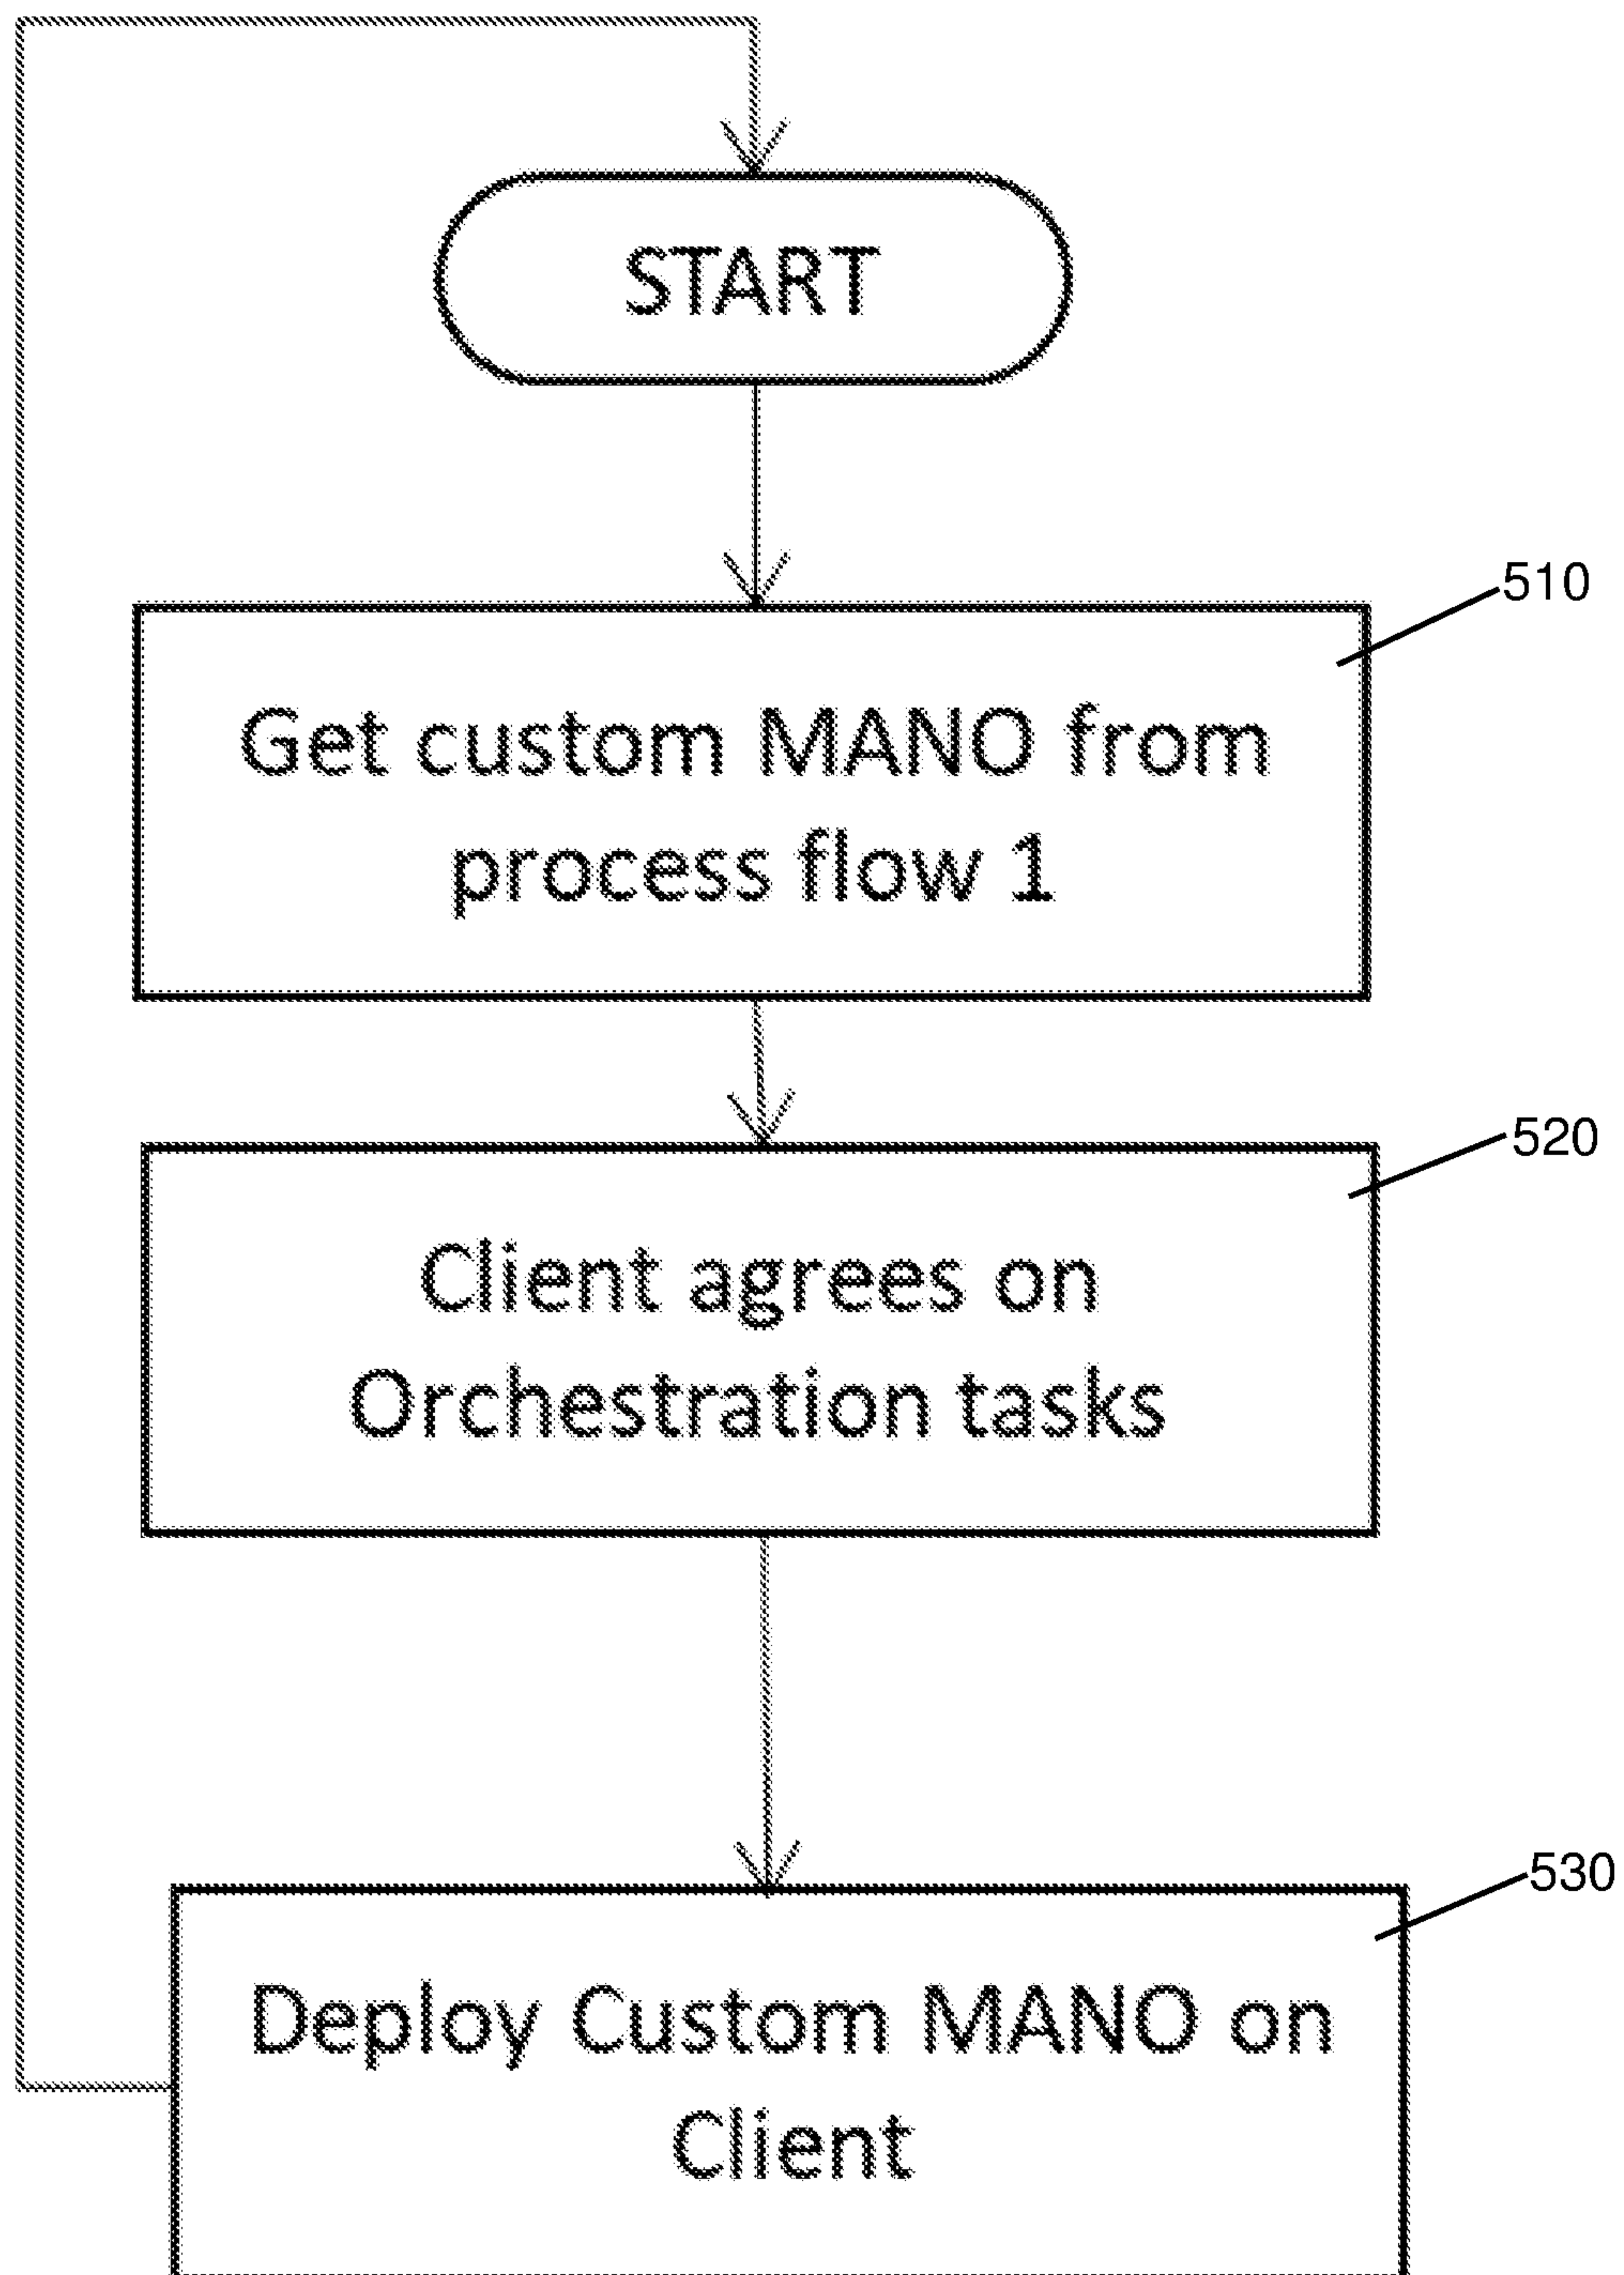 START
510
Get custom MANO from
process flow 1
520
Client agrees on
Orchestration tasks
530
Deploy Custom MANO on
Client